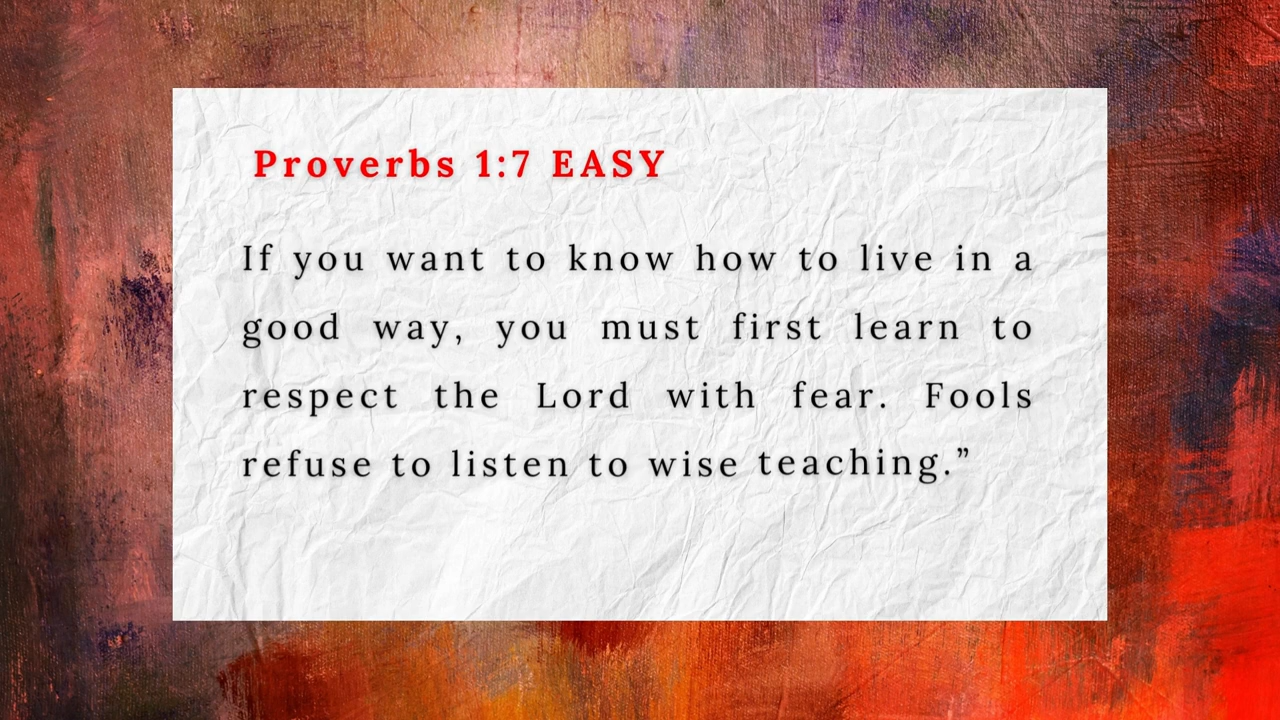 Proverbs 1:7 EASY
If you want to know how to live in a
good way, you must first learn to
respect the Lord with fear. Fools
refuse to listen to wise teaching.”